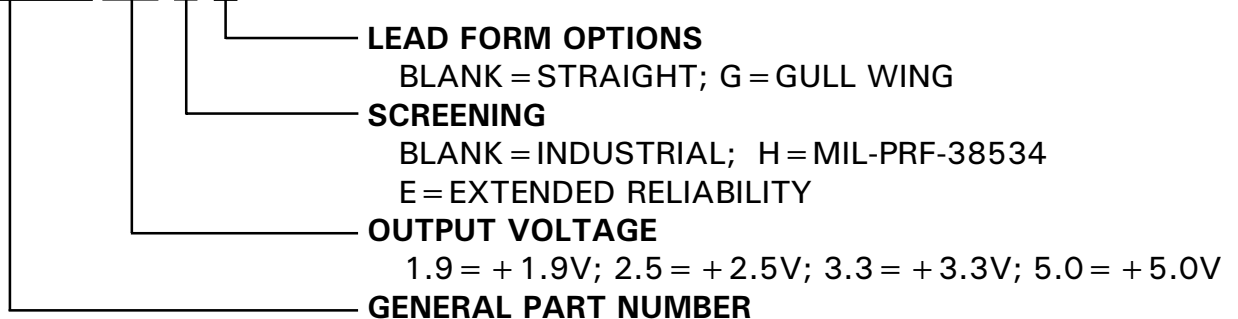 LEAD FORM OPTIONS
BLANK=STRAIGHT; G=GULL WING
SCREENING
BLANK=INDUSTRIAL; H=MIL-PRF-38534
E=EXTENDED RELIABILITY
OUTPUT VOLTAGE
1.9=+1.9V; 2.5=+2.5V; 3.3=+3.3V; 5.0=+5.0V
GENERAL PART NUMBER